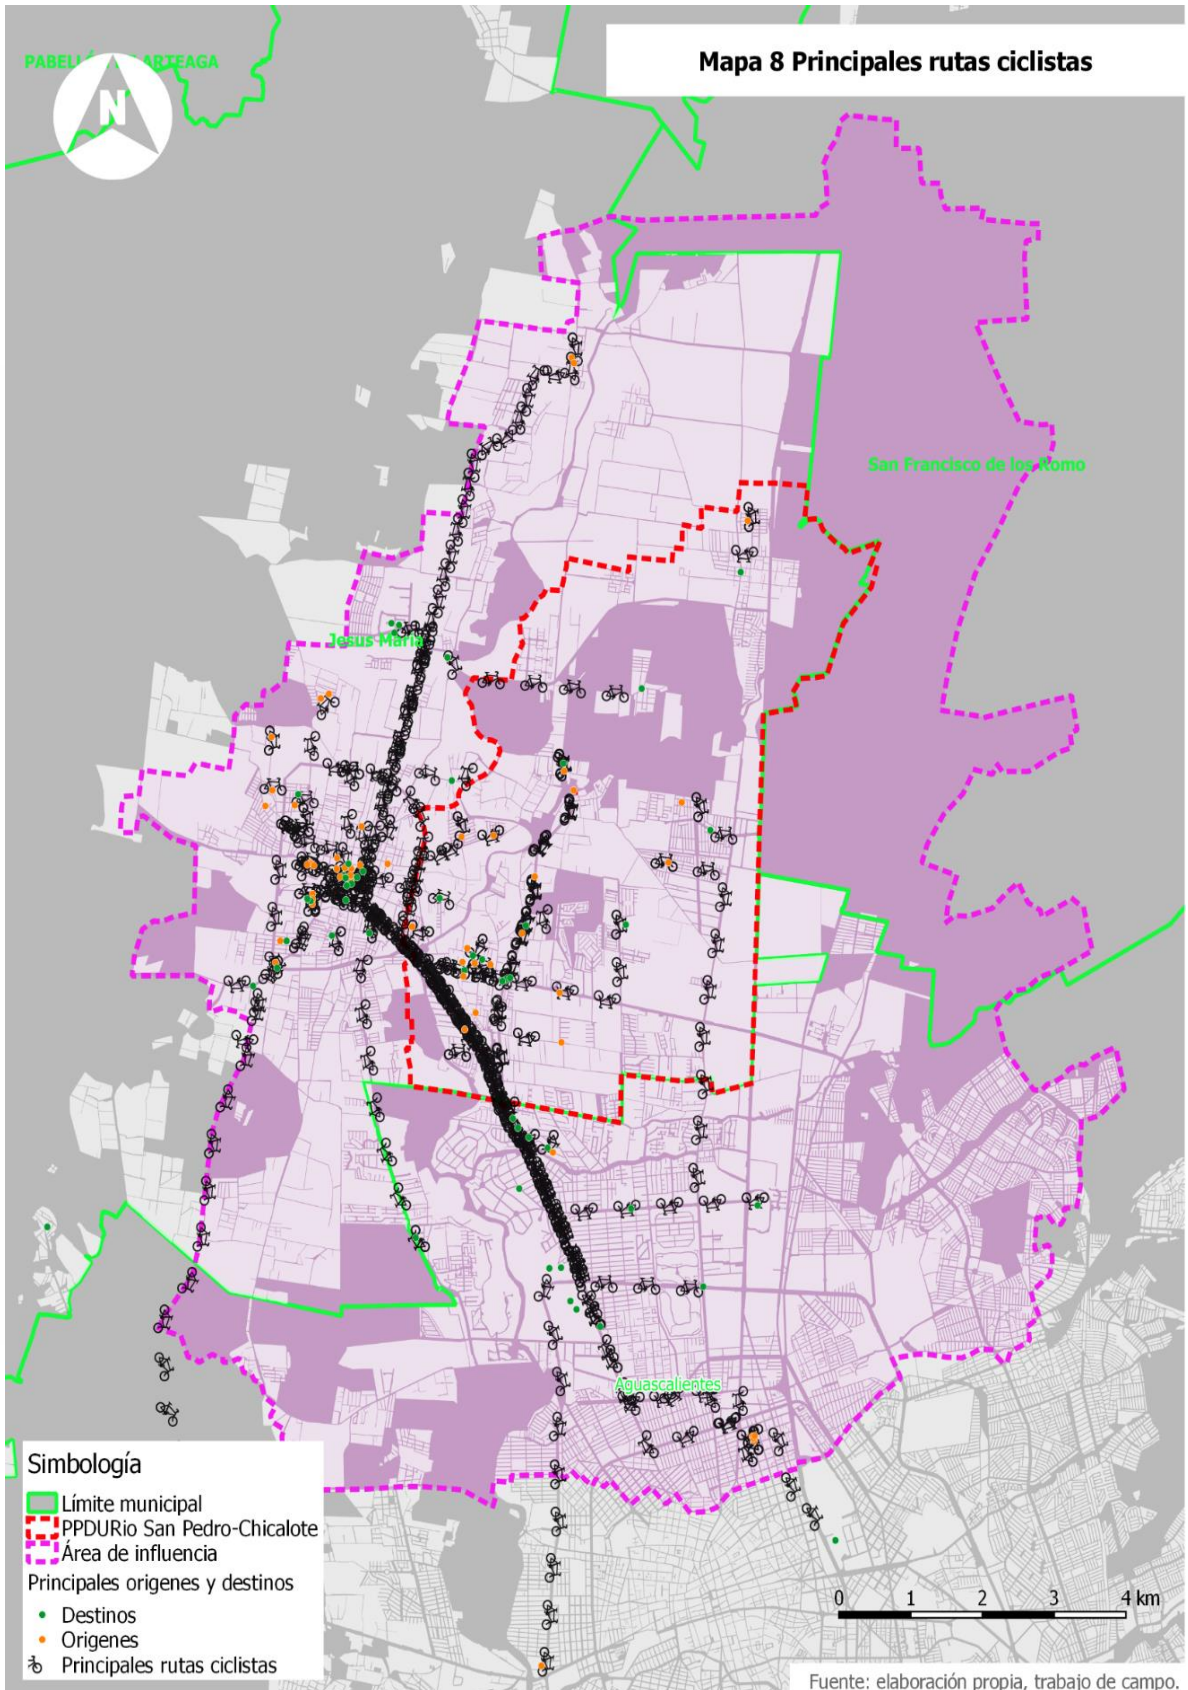 Mapa 8 Principales rutas ciclistas
ARTEAGA
N
San Francisco de los Romo
Jesus María
Aguascalientes
Simbología
Límite municipal
PPDURio San Pedro-Chicalote
Área de influencia
Principales origenes y destinos
Destinos
Origenes
Principales rutas ciclistas
0 1 2 3 4 km
Fuente: elaboración propia, trabajo de campo.